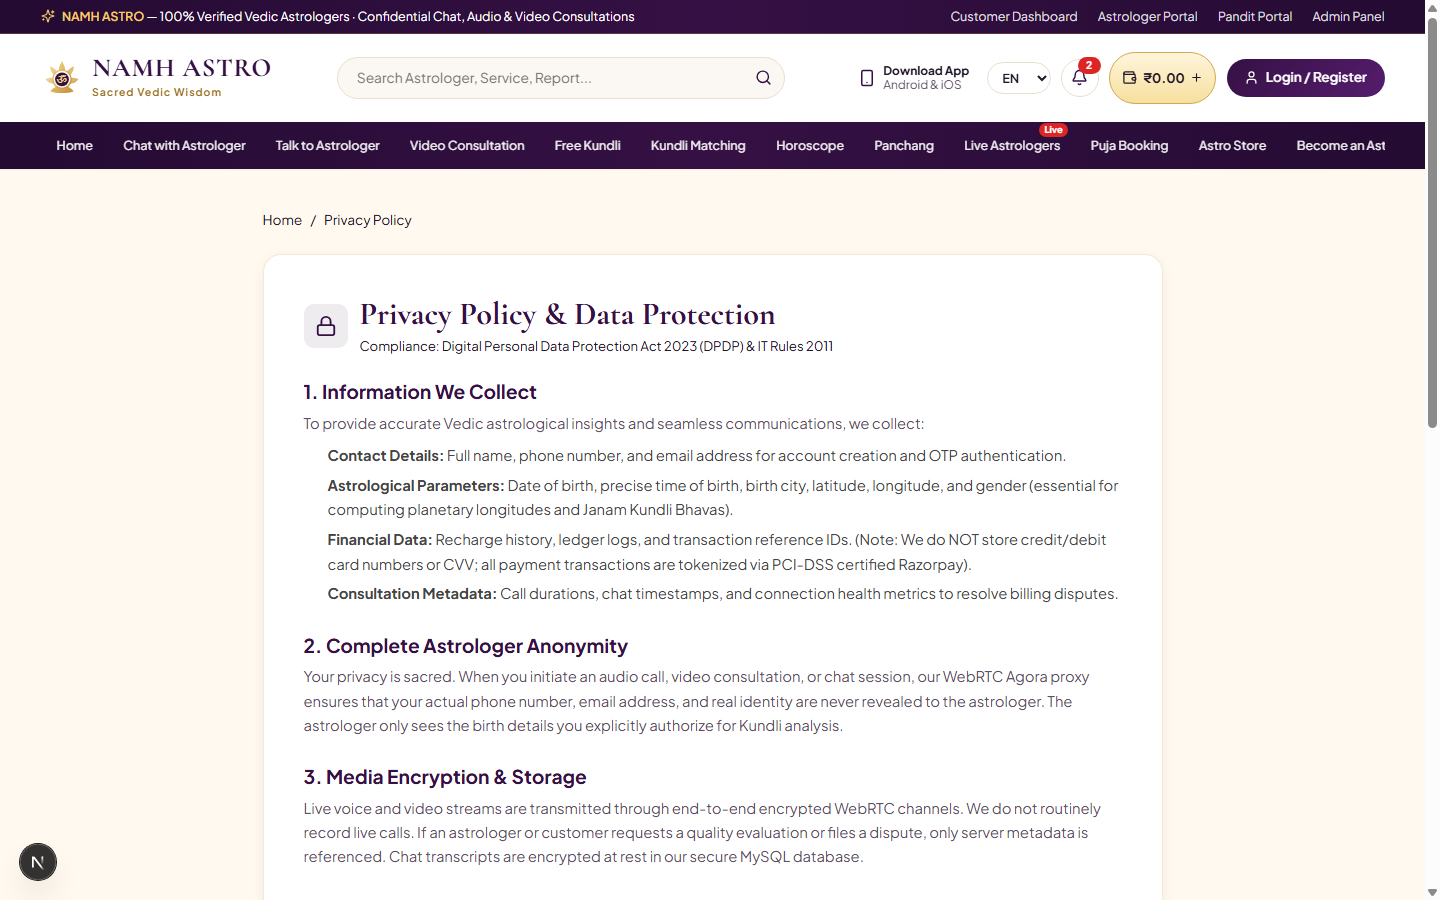 NAMH ASTRO — 100% Verified Vedic Astrologers · Confidential Chat, Audio & Video Consultations
Customer Dashboard
Astrologer Portal
Pandit Portal
Admin Panel
NAMH ASTRO
Sacred Vedic Wisdom
Search Astrologer, Service, Report...
Download App
Android & iOS
EN
2
₹0.00 +
Login / Register
Live
Home
Chat with Astrologer
Talk to Astrologer
Video Consultation
Free Kundli
Kundli Matching
Horoscope
Panchang
Live Astrologers
Puja Booking
Astro Store
Become an Ast
Home / Privacy Policy
Privacy Policy & Data Protection
Compliance: Digital Personal Data Protection Act 2023 (DPDP) & IT Rules 2011
1. Information We Collect
To provide accurate Vedic astrological insights and seamless communications, we collect:
Contact Details: Full name, phone number, and email address for account creation and OTP authentication.
Astrological Parameters: Date of birth, precise time of birth, birth city, latitude, longitude, and gender (essential for
computing planetary longitudes and Janam Kundli Bhavas).
Financial Data: Recharge history, ledger logs, and transaction reference IDs. (Note: We do NOT store credit/debit
card numbers or CVV; all payment transactions are tokenized via PCI-DSS certified Razorpay).
Consultation Metadata: Call durations, chat timestamps, and connection health metrics to resolve billing disputes.
2. Complete Astrologer Anonymity
Your privacy is sacred. When you initiate an audio call, video consultation, or chat session, our WebRTC Agora proxy
ensures that your actual phone number, email address, and real identity are never revealed to the astrologer. The
astrologer only sees the birth details you explicitly authorize for Kundli analysis.
3. Media Encryption & Storage
Live voice and video streams are transmitted through end-to-end encrypted WebRTC channels. We do not routinely
record live calls. If an astrologer or customer requests a quality evaluation or files a dispute, only server metadata is
referenced. Chat transcripts are encrypted at rest in our secure MySQL database.
N